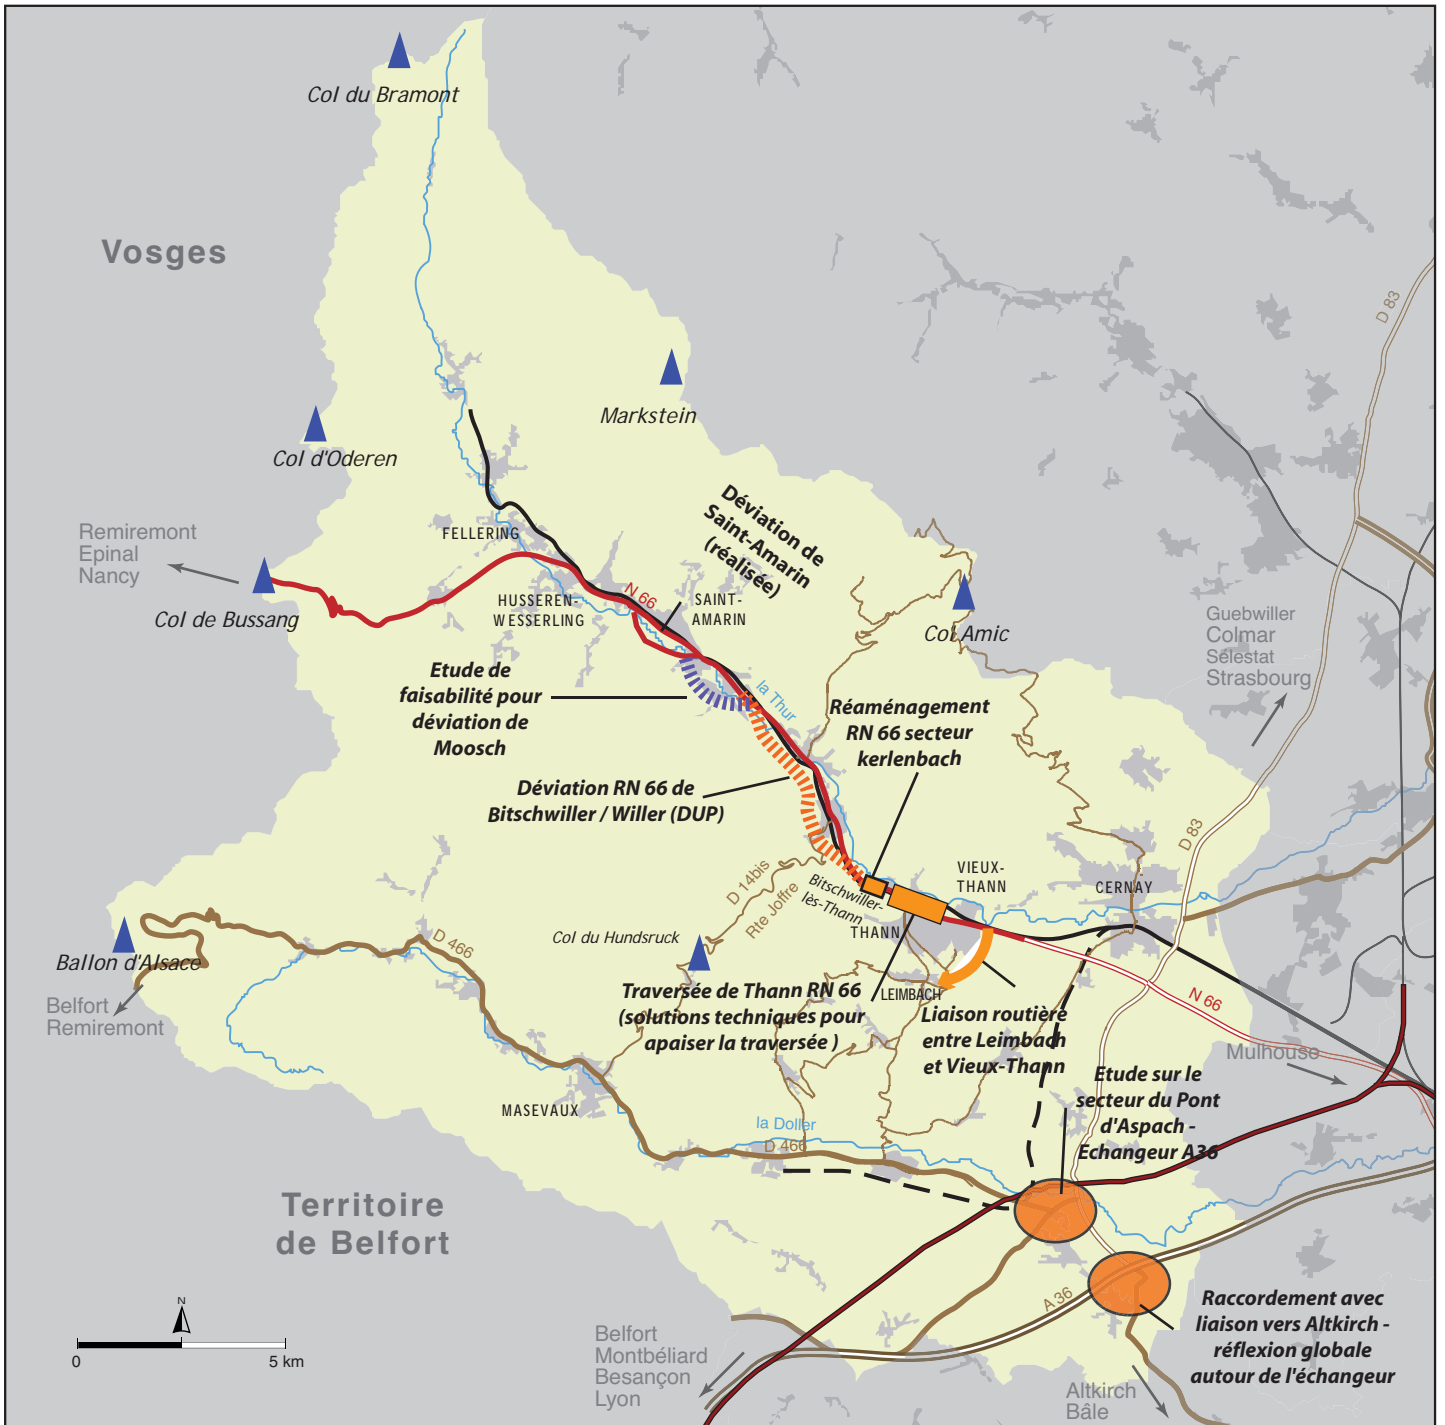 Col du Bramont
Vosges
D 83
Markstein
Col d'Oderen
Déviation de
Saint-Amarin
(réalisée)
Remiremont
Epinal
Nancy
FELLERING
Col de Bussang
HUSSEREN-
WESSERLING
N 66
SAINT-
AMARIN
Col Amic
Guebwiller
Colmar
Sélestat
Strasbourg
Etude de
faisabilité pour
déviation de
Moosch
la Thur
Réaménagement
RN 66 secteur
kerlenbach
Déviation RN 66 de
Bitschwiller / Willer (DUP)
D 83
VIEUX-
THANN
CERNAY
D 14bis
Rte Joffre
Bitschwiller-
lès-Thann
THANN
Col du Hundsruck
D 466
Ballon d'Alsace
Belfort
Remiremont
LEIMBACH
N 66
Traversée de Thann RN 66
(solutions techniques pour
apaiser la traversée )
Liaison routière
entre Leimbach
et Vieux-Thann
Mulhouse
Etude sur le
secteur du Pont
d'Aspach -
Echangeur A36
MASEVAUX
la Doller
D 466
Territoire
de Belfort
A 36
Raccordement avec
liaison vers Altkirch -
réflexion globale
autour de l'échangeur
N
0
5 km
Belfort
Montbéliard
Besançon
Lyon
Altkirch
Bâle